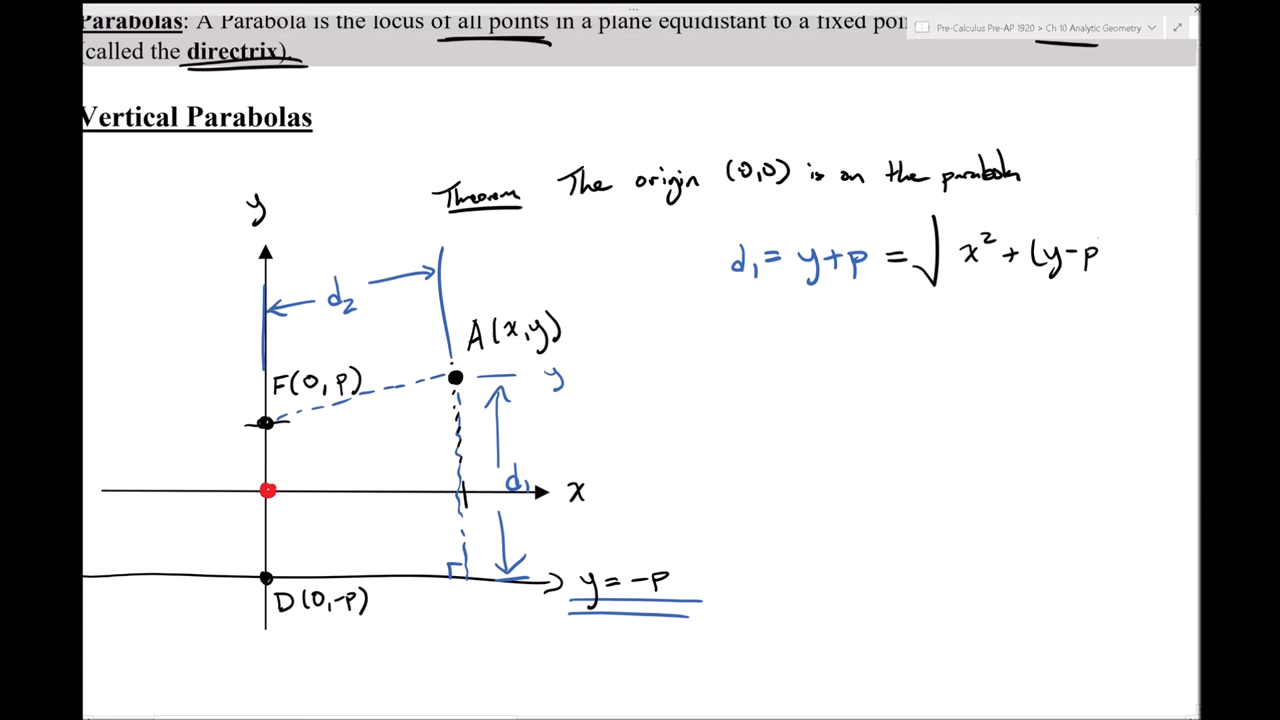 Parabolas: A Parabola is the locus of all points in a plane equidistant to a fixed poin
Pre-Calculus Pre-AP 1920 > Ch 10 Analytic Geometry
(called the directrix).
Vertical Parabolas
Theorem The origin (0,0) is on the parabola
y
d₁ = y+p = √ x² + (y-p
d₂
A(x,y)
F(0,p)
y
d₁
x
y = -p
D(0,-p)